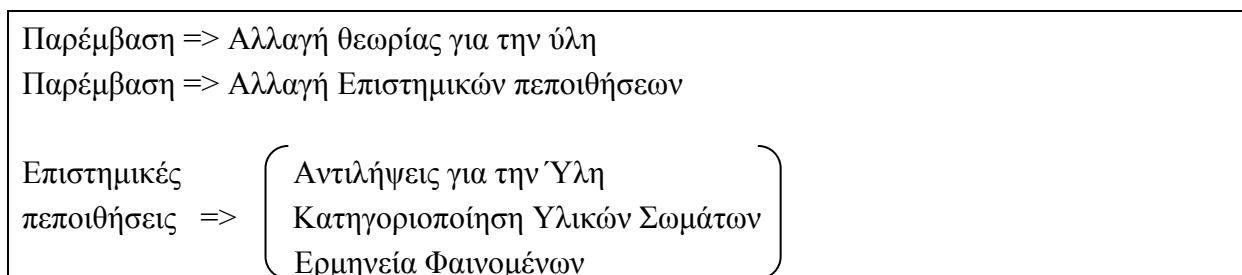 Παρέμβαση => Αλλαγή θεωρίας για την ύλη
Παρέμβαση => Αλλαγή Επιστημικών πεποιθήσεων
Επιστημικές
πεποιθήσεις =>
Αντιλήψεις για την Ύλη
Κατηγοριοποίηση Υλικών Σωμάτων
Ερμηνεία Φαινομένων